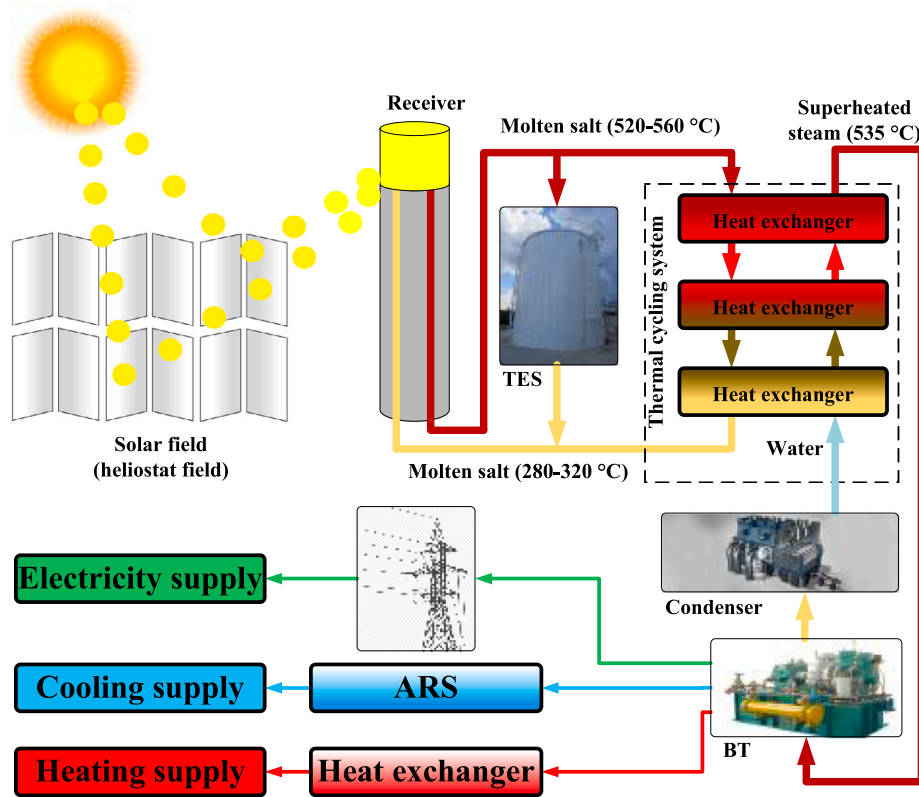 Receiver
Molten salt (520-560 °C)
Superheated
steam (535 °C)
Heat exchanger
Heat exchanger
Heat exchanger
Thermal cycling system
TES
Water
Solar field
(heliostat field)
Molten salt (280-320 °C)
Condenser
Electricity supply
Cooling supply
ARS
BT
Heating supply
Heat exchanger